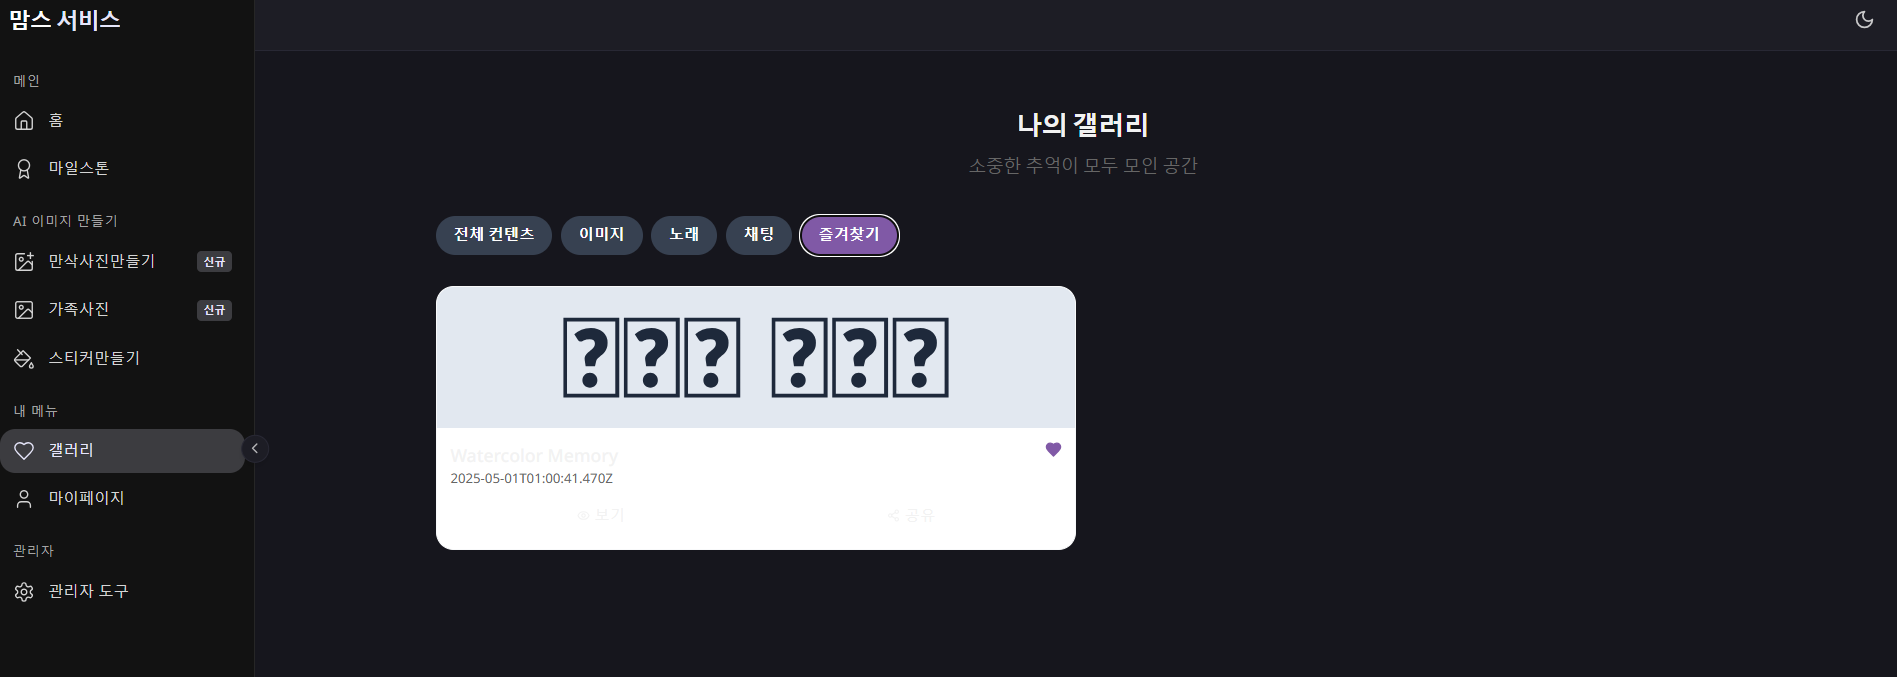 맘스 서비스
메인
홈
마일스톤
AI 이미지 만들기
만삭사진만들기 신규
가족사진 신규
스티커만들기
내 메뉴
갤러리
마이페이지
관리자
관리자 도구
나의 갤러리
소중한 추억이 모두 모인 공간
전체 컨텐츠 이미지 노래 채팅 즐겨찾기
Watercolor Memory
2025-05-01T01:00:41.470Z
보기 공유